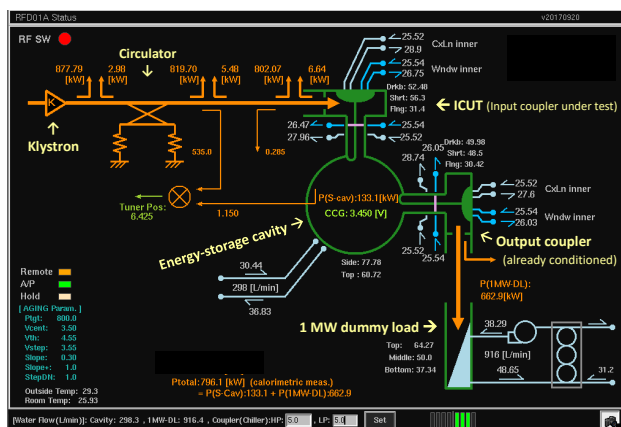 RFD01A Status
v20170920
RF SW
Circulator
877.79
[kW]
2.98
[kW]
819.70
[kW]
5.48
[kW]
802.07
[kW]
6.64
[kW]
25.52
28.9
CxLn inner
25.54
26.75
Wndw inner
Drkb: 52.48
Shrt: 56.3
Flng: 31.4
K
ICUT (Input coupler under test)
Klystron
26.47
27.96
25.54
25.52
535.0
0.285
Drkb: 49.98
Shrt: 48.5
Flng: 30.42
26.05
28.74
25.52
27.6
CxLn inner
25.54
26.03
Wndw inner
Tuner Pos:
6.425
1.150
P(S-cav):133.1[kW]
CCG: 3.450 [V]
Energy-storage cavity
25.52
25.54
Output coupler
(already conditioned)
30.44
298 [L/min]
36.83
Side: 77.78
Top : 60.72
P(1MW-DL):
662.9[kW]
Remote
A/P
Hold
[ AGING Param. ]
Ptgt: 800.0
Vcent: 3.50
Vth: 4.55
Vstep: 3.55
Slope: 0.30
Slope+: 1.0
StepDN: 1.0
Outside Temp: 29.3
Room Temp: 25.93
1 MW dummy load
Top: 64.27
Middle: 50.0
Bottom: 37.34
38.29
916 [L/min]
48.65
31.2
Ptotal:796.1 [kW] (calorimetric meas.)
= P(S-Cav):133.1 + P(1MW-DL):662.9
[Water Flow(L/min)]: Cavity: 298.3 , 1MW-DL: 916.4 , Coupler(Chiller):HP: 5.0 , LP: 5.0 Set